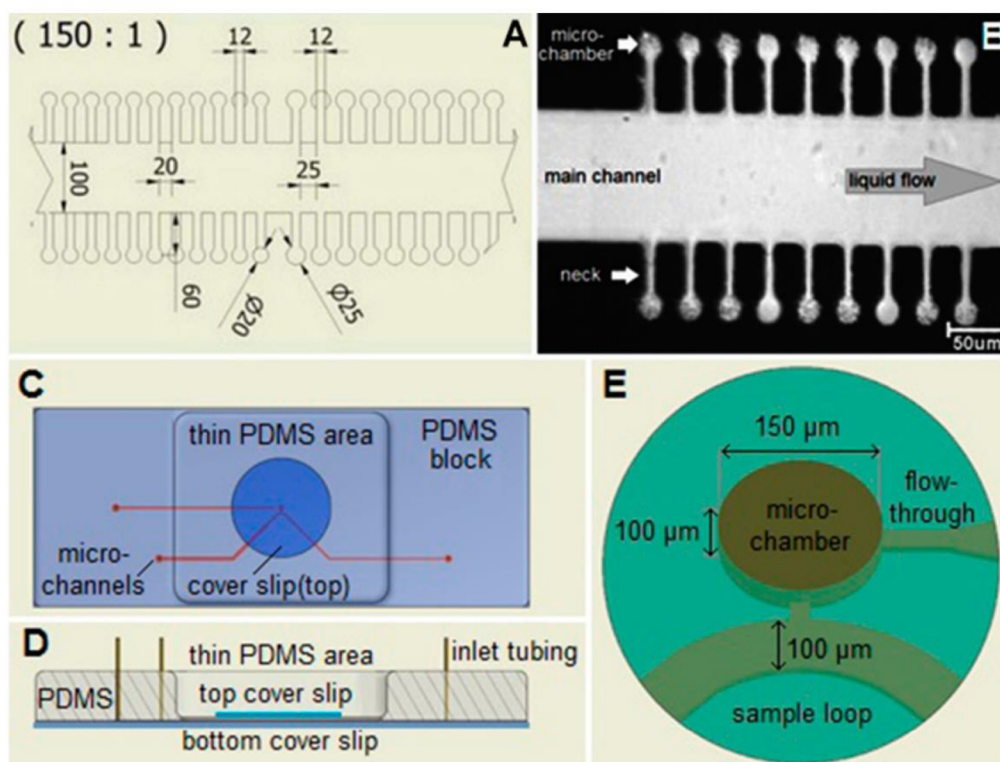 ( 150 : 1 )
12
12
A
100
20
25
60
Ø20
Ø25
micro-
chamber
main channel
liquid flow
neck
50um
C
thin PDMS area
PDMS
block
micro-
channels
cover slip(top)
D
thin PDMS area
inlet tubing
PDMS
top cover slip
bottom cover slip
E
150 µm
flow-
through
100 µm
micro-
chamber
100 µm
sample loop